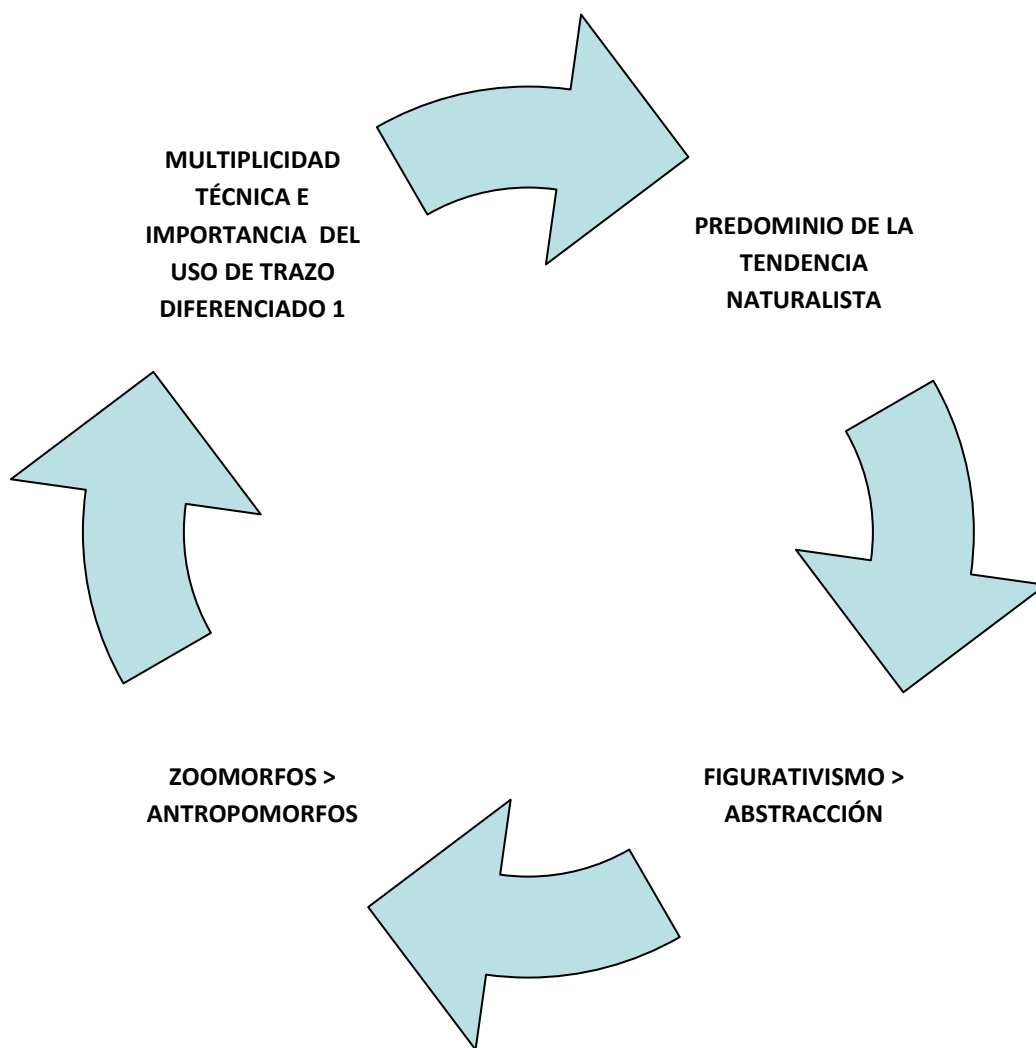 MULTIPLICIDAD
TÉCNICA E
IMPORTANCIA DEL
USO DE TRAZO
DIFERENCIADO 1
PREDOMINIO DE LA
TENDENCIA
NATURALISTA
FIGURATIVISMO >
ABSTRACCIÓN
ZOOMORFOS >
ANTROPOMORFOS